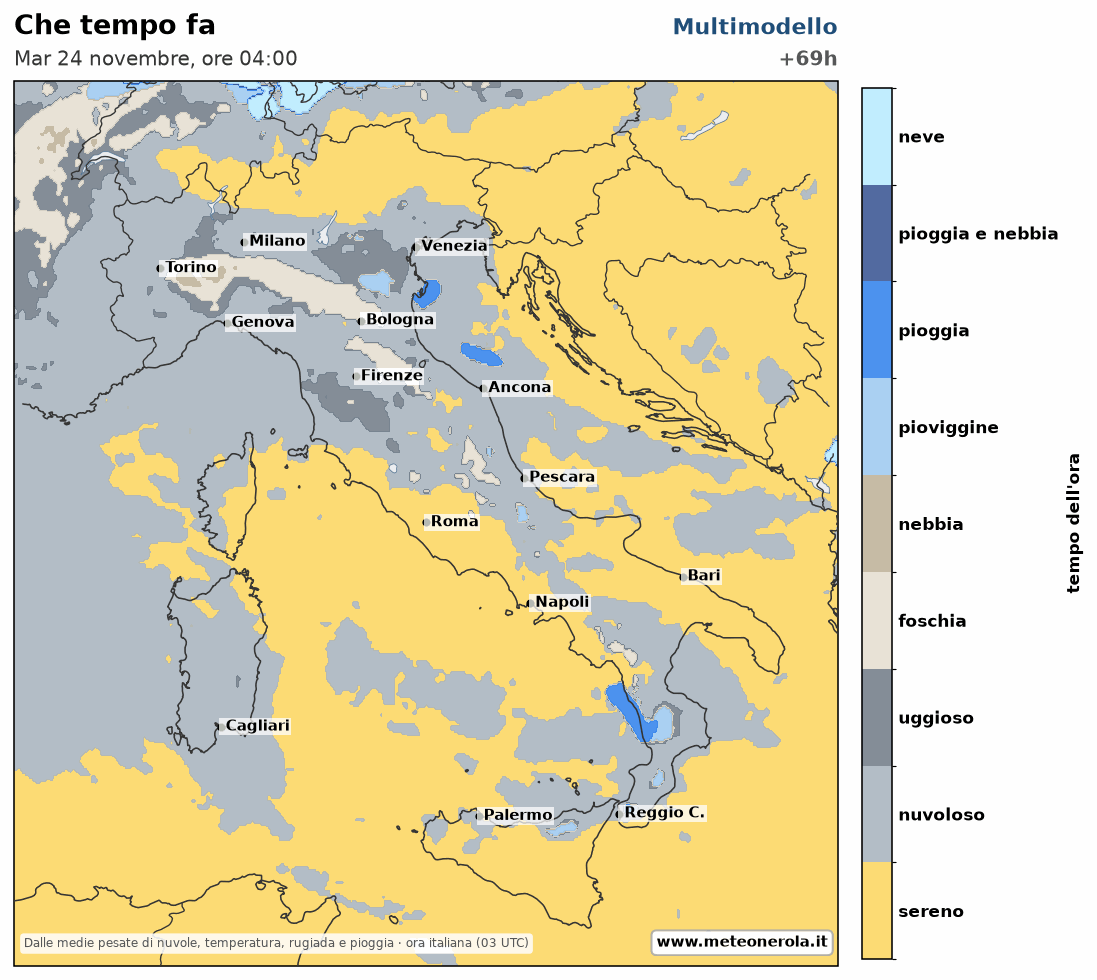 Che tempo fa
Multimodello
Mar 24 novembre, ore 04:00
+69h
neve
pioggia e nebbia
pioggia
pioviggine
nebbia
foschia
uggioso
nuvoloso
sereno
tempo dell'ora
Milano
Venezia
Torino
Bologna
Genova
Firenze
Ancona
Pescara
Roma
Bari
Napoli
Cagliari
Palermo
Reggio C.
Dalle medie pesate di nuvole, temperatura, rugiada e pioggia · ora italiana (03 UTC)
www.meteonerola.it